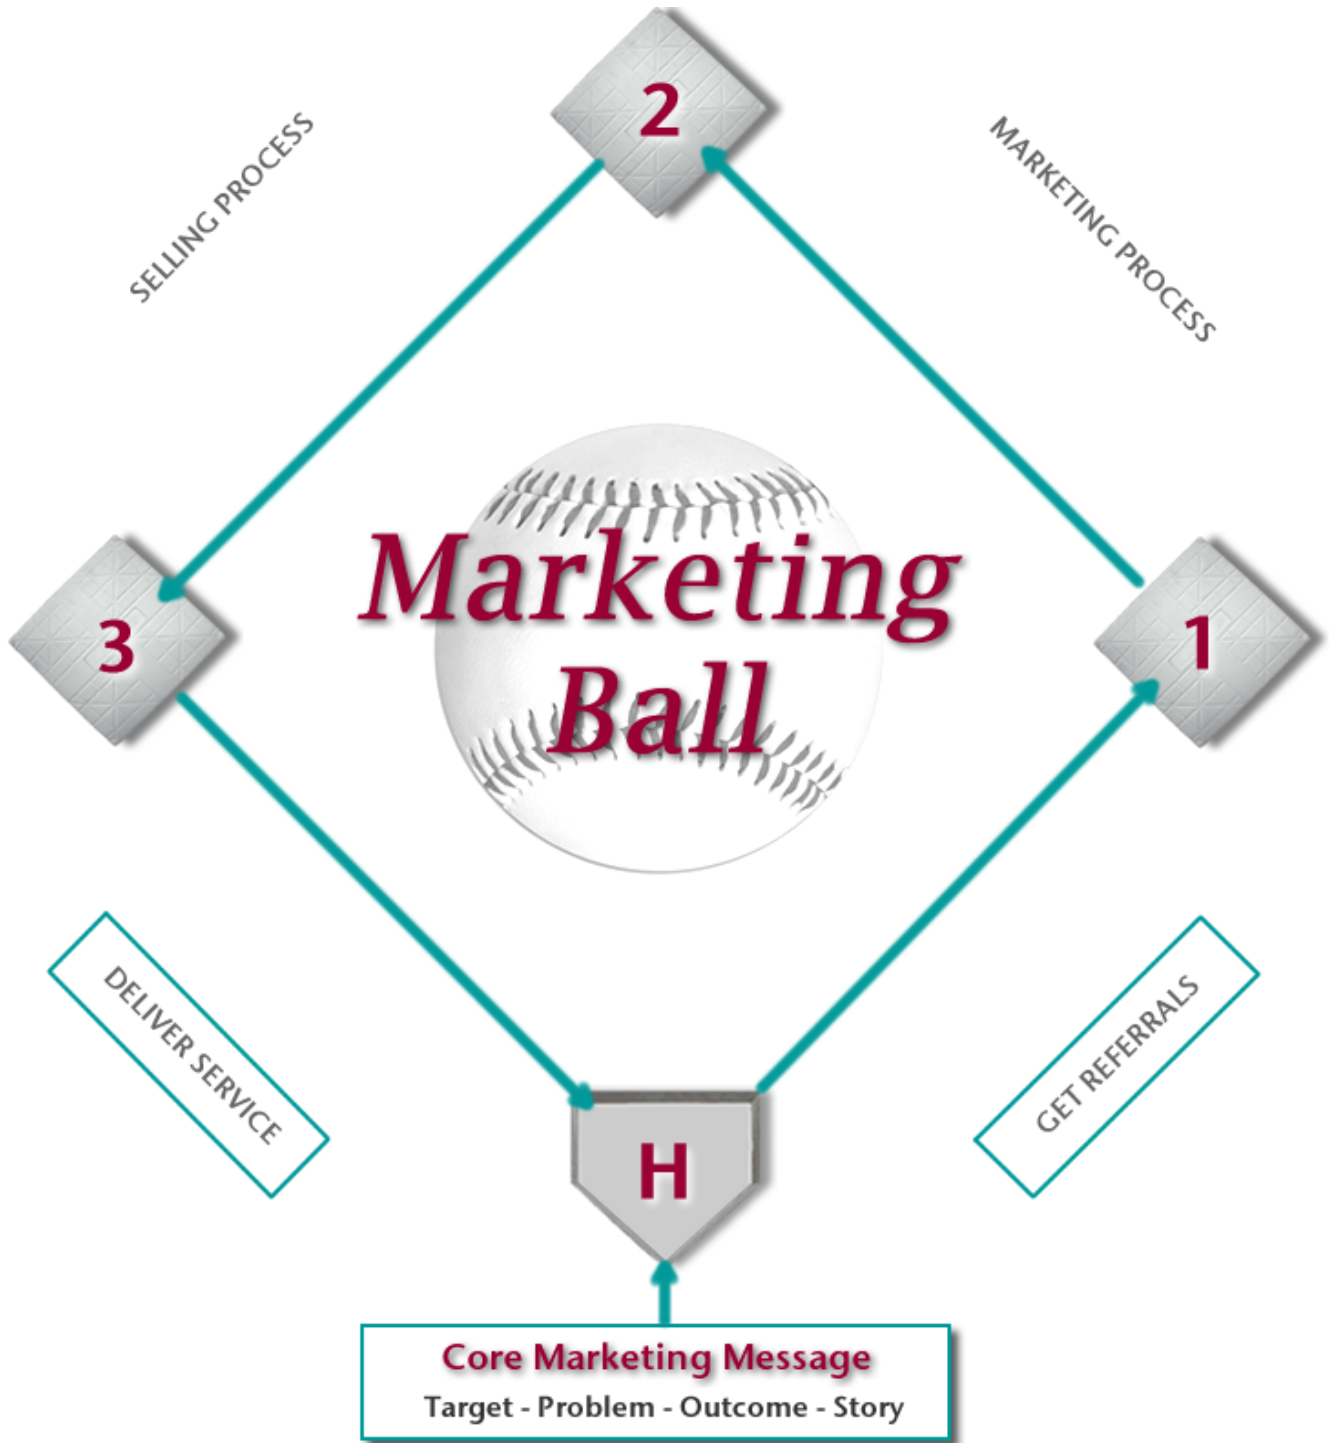 2
SELLING PROCESS
MARKETING PROCESS
Marketing
Ball
3
1
DELIVER SERVICE
GET REFERRALS
H
Core Marketing Message
Target - Problem - Outcome - Story